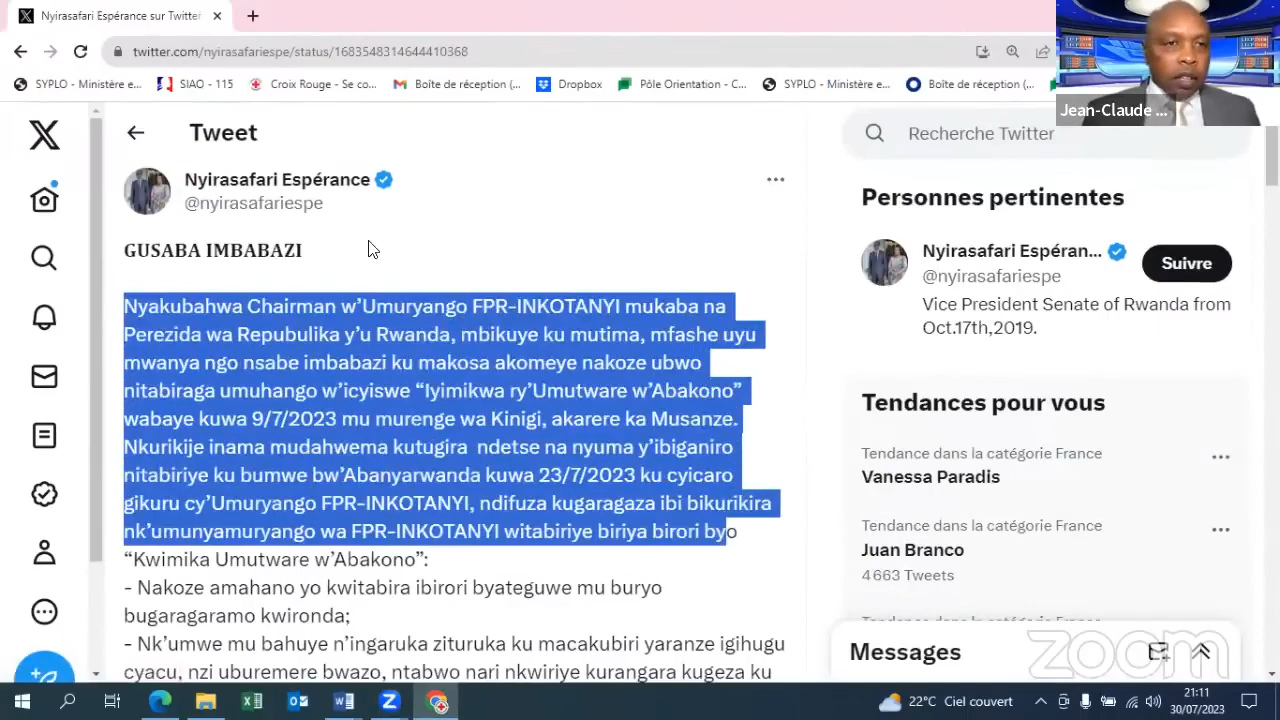 Nyirasafari Espérance sur Twitter
twitter.com/nyirasafariespe/status/1683548314644410368
SYPLO - Ministère e...
SIAO - 115
Croix Rouge - Se co...
Boîte de réception (...
Dropbox
Pôle Orientation - C...
SYPLO - Ministère e...
Boîte de réception (...
Jean-Claude ...
Tweet
Recherche Twitter
Nyirasafari Espérance
@nyirasafariespe
GUSABA IMBABAZI
Nyakubahwa Chairman w’Umuryango FPR-INKOTANYI mukaba na
Perezida wa Repubulika y’u Rwanda, mbikuye ku mutima, mfashe uyu
mwanya ngo nsabe imbabazi ku makosa akomeye nakoze ubwo
nitabiraga umuhango w’icyiswe “Iyimikwa ry’Umutware w’Abakono”
wabaye kuwa 9/7/2023 mu murenge wa Kinigi, akarere ka Musanze.
Nkurikije inama mudahwema kutugira ndetse na nyuma y’ibiganiro
nitabiriye ku bumwe bw’Abanyarwanda kuwa 23/7/2023 ku cyicaro
gikuru cy’Umuryango FPR-INKOTANYI, ndifuza kugaragaza ibi bikurikira
nk’umunyamuryango wa FPR-INKOTANYI witabiriye biriya birori byo
“Kwimika Umutware w’Abakono”:
- Nakoze amahano yo kwitabira ibirori byateguwe mu buryo
bugaragaramo kwironda;
- Nk’umwe mu bahuye n’ingaruka zituruka ku macakubiri yaranze igihugu
cyacu, nzi uburemere bwazo, ntabwo nari nkwiriye kurangara kugeza ku
Personnes pertinentes
Nyirasafari Espéran...
@nyirasafariespe
Suivre
Vice President Senate of Rwanda from
Oct.17th,2019.
Tendances pour vous
Tendance dans la catégorie France
Vanessa Paradis
Tendance dans la catégorie France
Juan Branco
4 663 Tweets
Messages
zoom
22°C Ciel couvert
21:11
30/07/2023